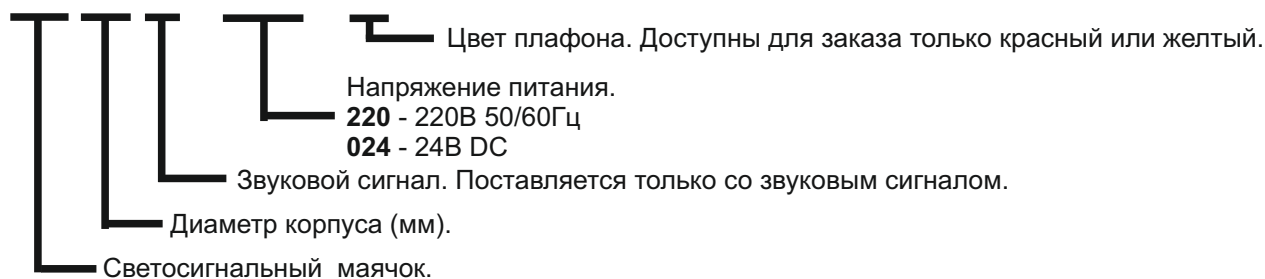 Цвет плафона. Доступны для заказа только красный или желтый.
Напряжение питания.
220 - 220В 50/60Гц
024 - 24В DC
Звуковой сигнал. Поставляется только со звуковым сигналом.
Диаметр корпуса (мм).
Светосигнальный маячок.